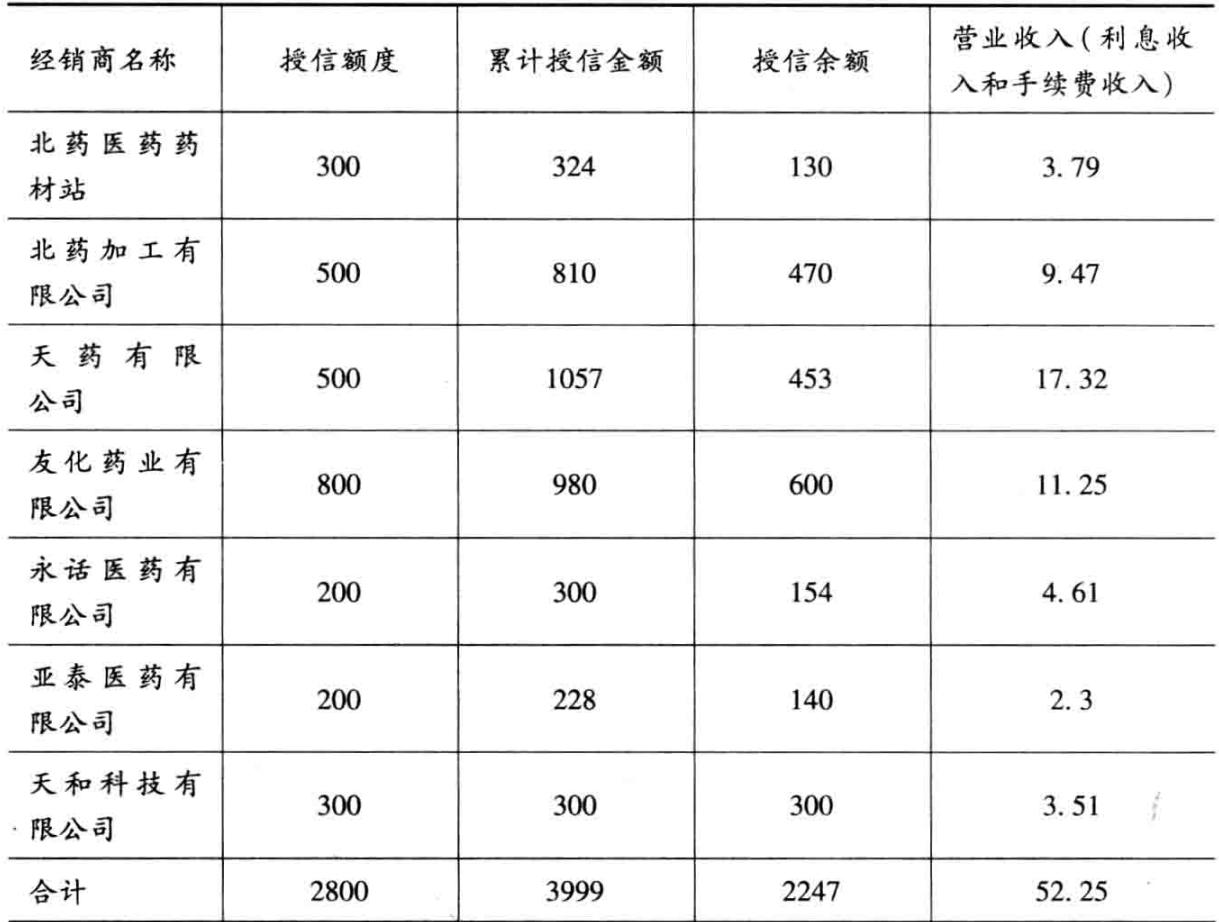 经销商名称 授信额度 累计授信金额 授信余额 营业收入(利息收
入和手续费收入)
北药医药药
材站 300 324 130 3.79
北药加工有
限公司 500 810 470 9.47
天药有限
公司 500 1057 453 17.32
友化药业有
限公司 800 980 600 11.25
永话医药有
限公司 200 300 154 4.61
亚泰医药有
限公司 200 228 140 2.3
天和科技有
限公司 300 300 300 3.51
合计 2800 3999 2247 52.25